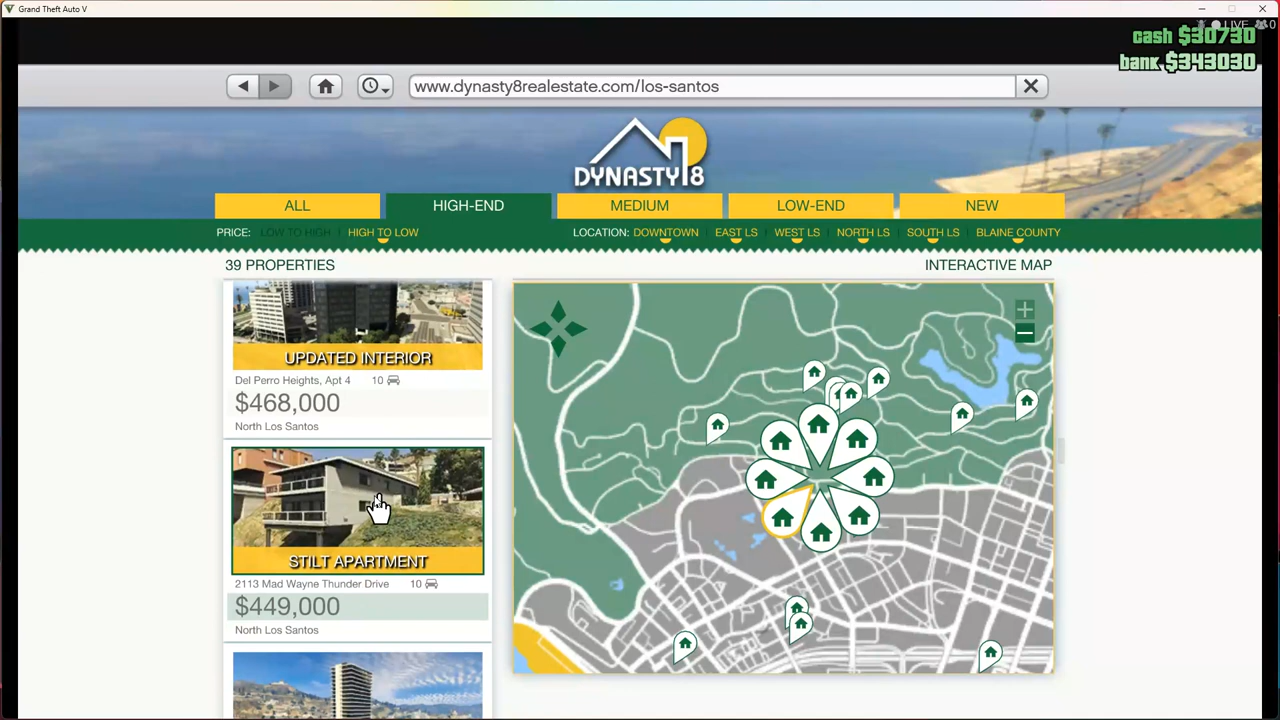 Grand Theft Auto V
LIVE 0
cash $30730
bank $343030
www.dynasty8realestate.com/los-santos
DYNASTY8
ALL
HIGH-END
MEDIUM
LOW-END
NEW
PRICE: LOW TO HIGH | HIGH TO LOW
LOCATION: DOWNTOWN | EAST LS | WEST LS | NORTH LS | SOUTH LS | BLAINE COUNTY
39 PROPERTIES
INTERACTIVE MAP
UPDATED INTERIOR
Del Perro Heights, Apt 4 10
$468,000
North Los Santos
STILT APARTMENT
2113 Mad Wayne Thunder Drive 10
$449,000
North Los Santos